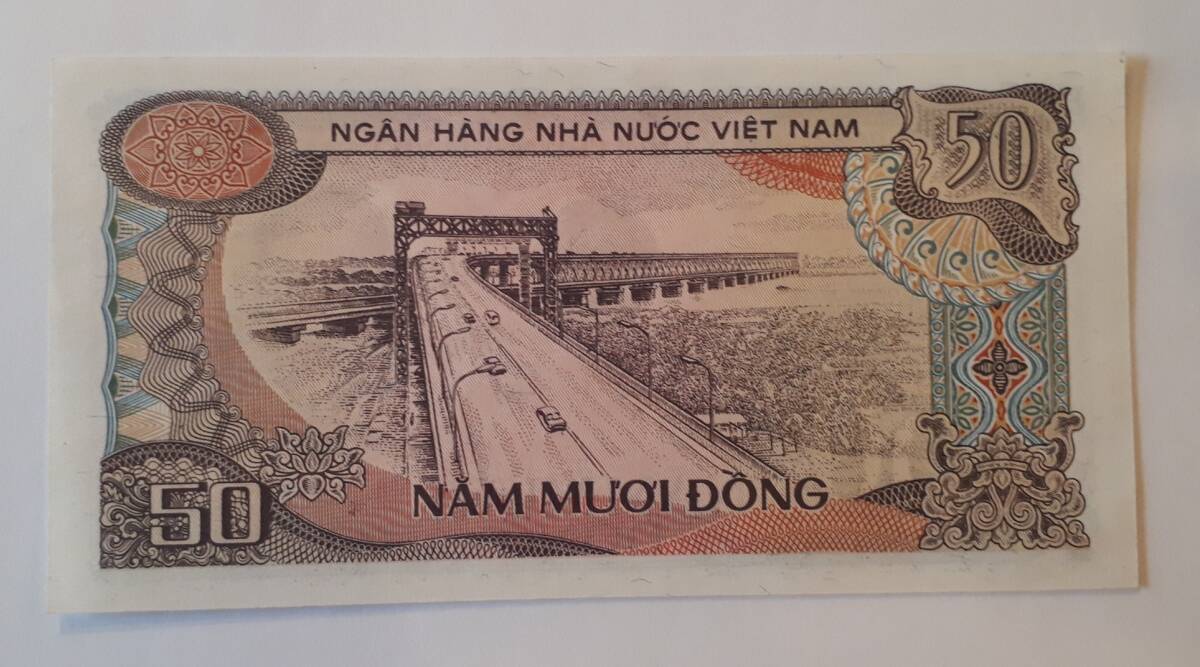 NGÂN HÀNG NHÀ NƯỚC VIỆT NAM
50
50
NĂM MƯƠI ĐỒNG